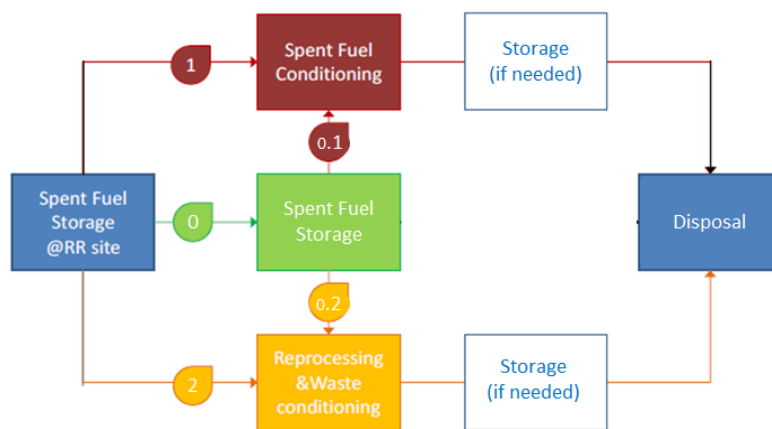 1
Spent Fuel
Conditioning
Storage
(if needed)
0.1
Spent Fuel
Storage
@RR site
0
Spent Fuel
Storage
Disposal
0.2
2
Reprocessing
&Waste
conditioning
Storage
(if needed)